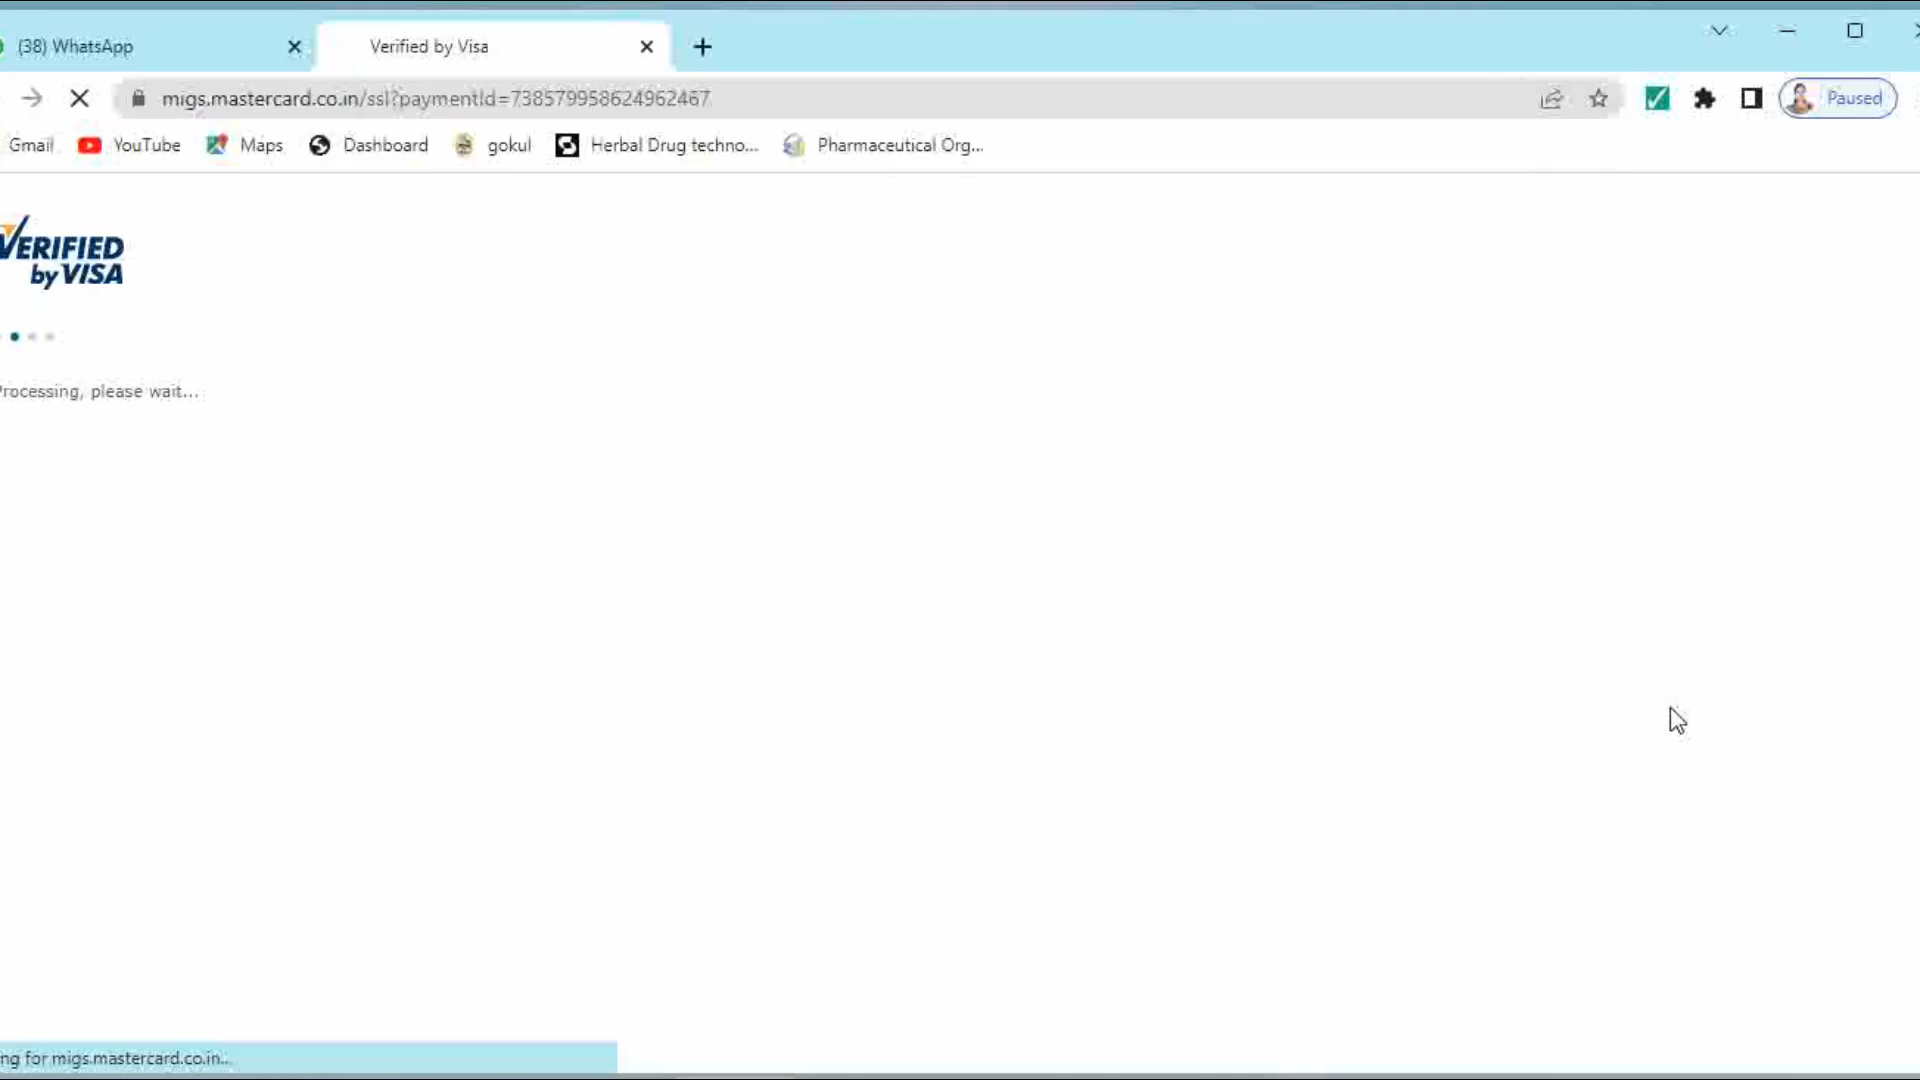 (38) WhatsApp
Verified by Visa
migs.mastercard.co.in/ssl?paymentId=738579958624962467
Paused
Gmail
YouTube
Maps
Dashboard
gokul
Herbal Drug techno...
Pharmaceutical Org...
VERIFIED
by VISA
Processing, please wait...
ng for migs.mastercard.co.in...